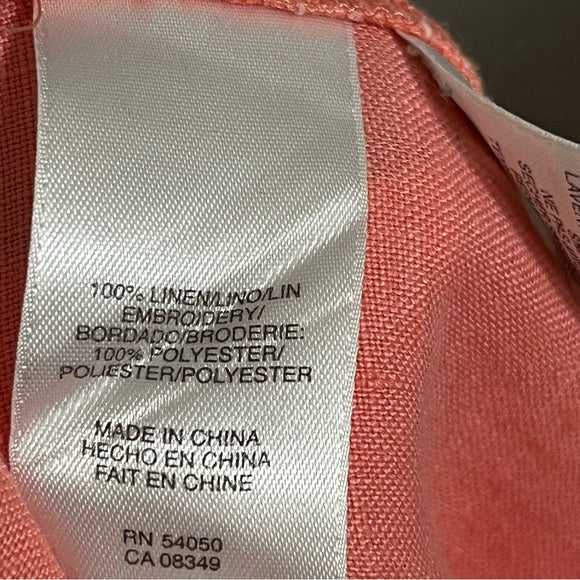 100% LINEN/LINO/LIN
EMBROIDERY/
BORDADO/BRODERIE:
100% POLYESTER/
POLIESTER/POLYESTER
MADE IN CHINA
HECHO EN CHINA
FAIT EN CHINE
RN 54050
CA 08349